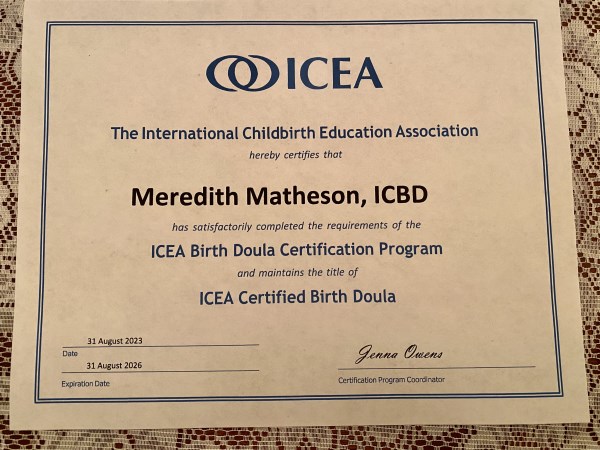 ICEA
The International Childbirth Education Association
hereby certifies that
Meredith Matheson, ICBD
has satisfactorily completed the requirements of the
ICEA Birth Doula Certification Program
and maintains the title of
ICEA Certified Birth Doula
31 August 2023
Date
31 August 2026
Expiration Date
Jenna Owens
Certification Program Coordinator